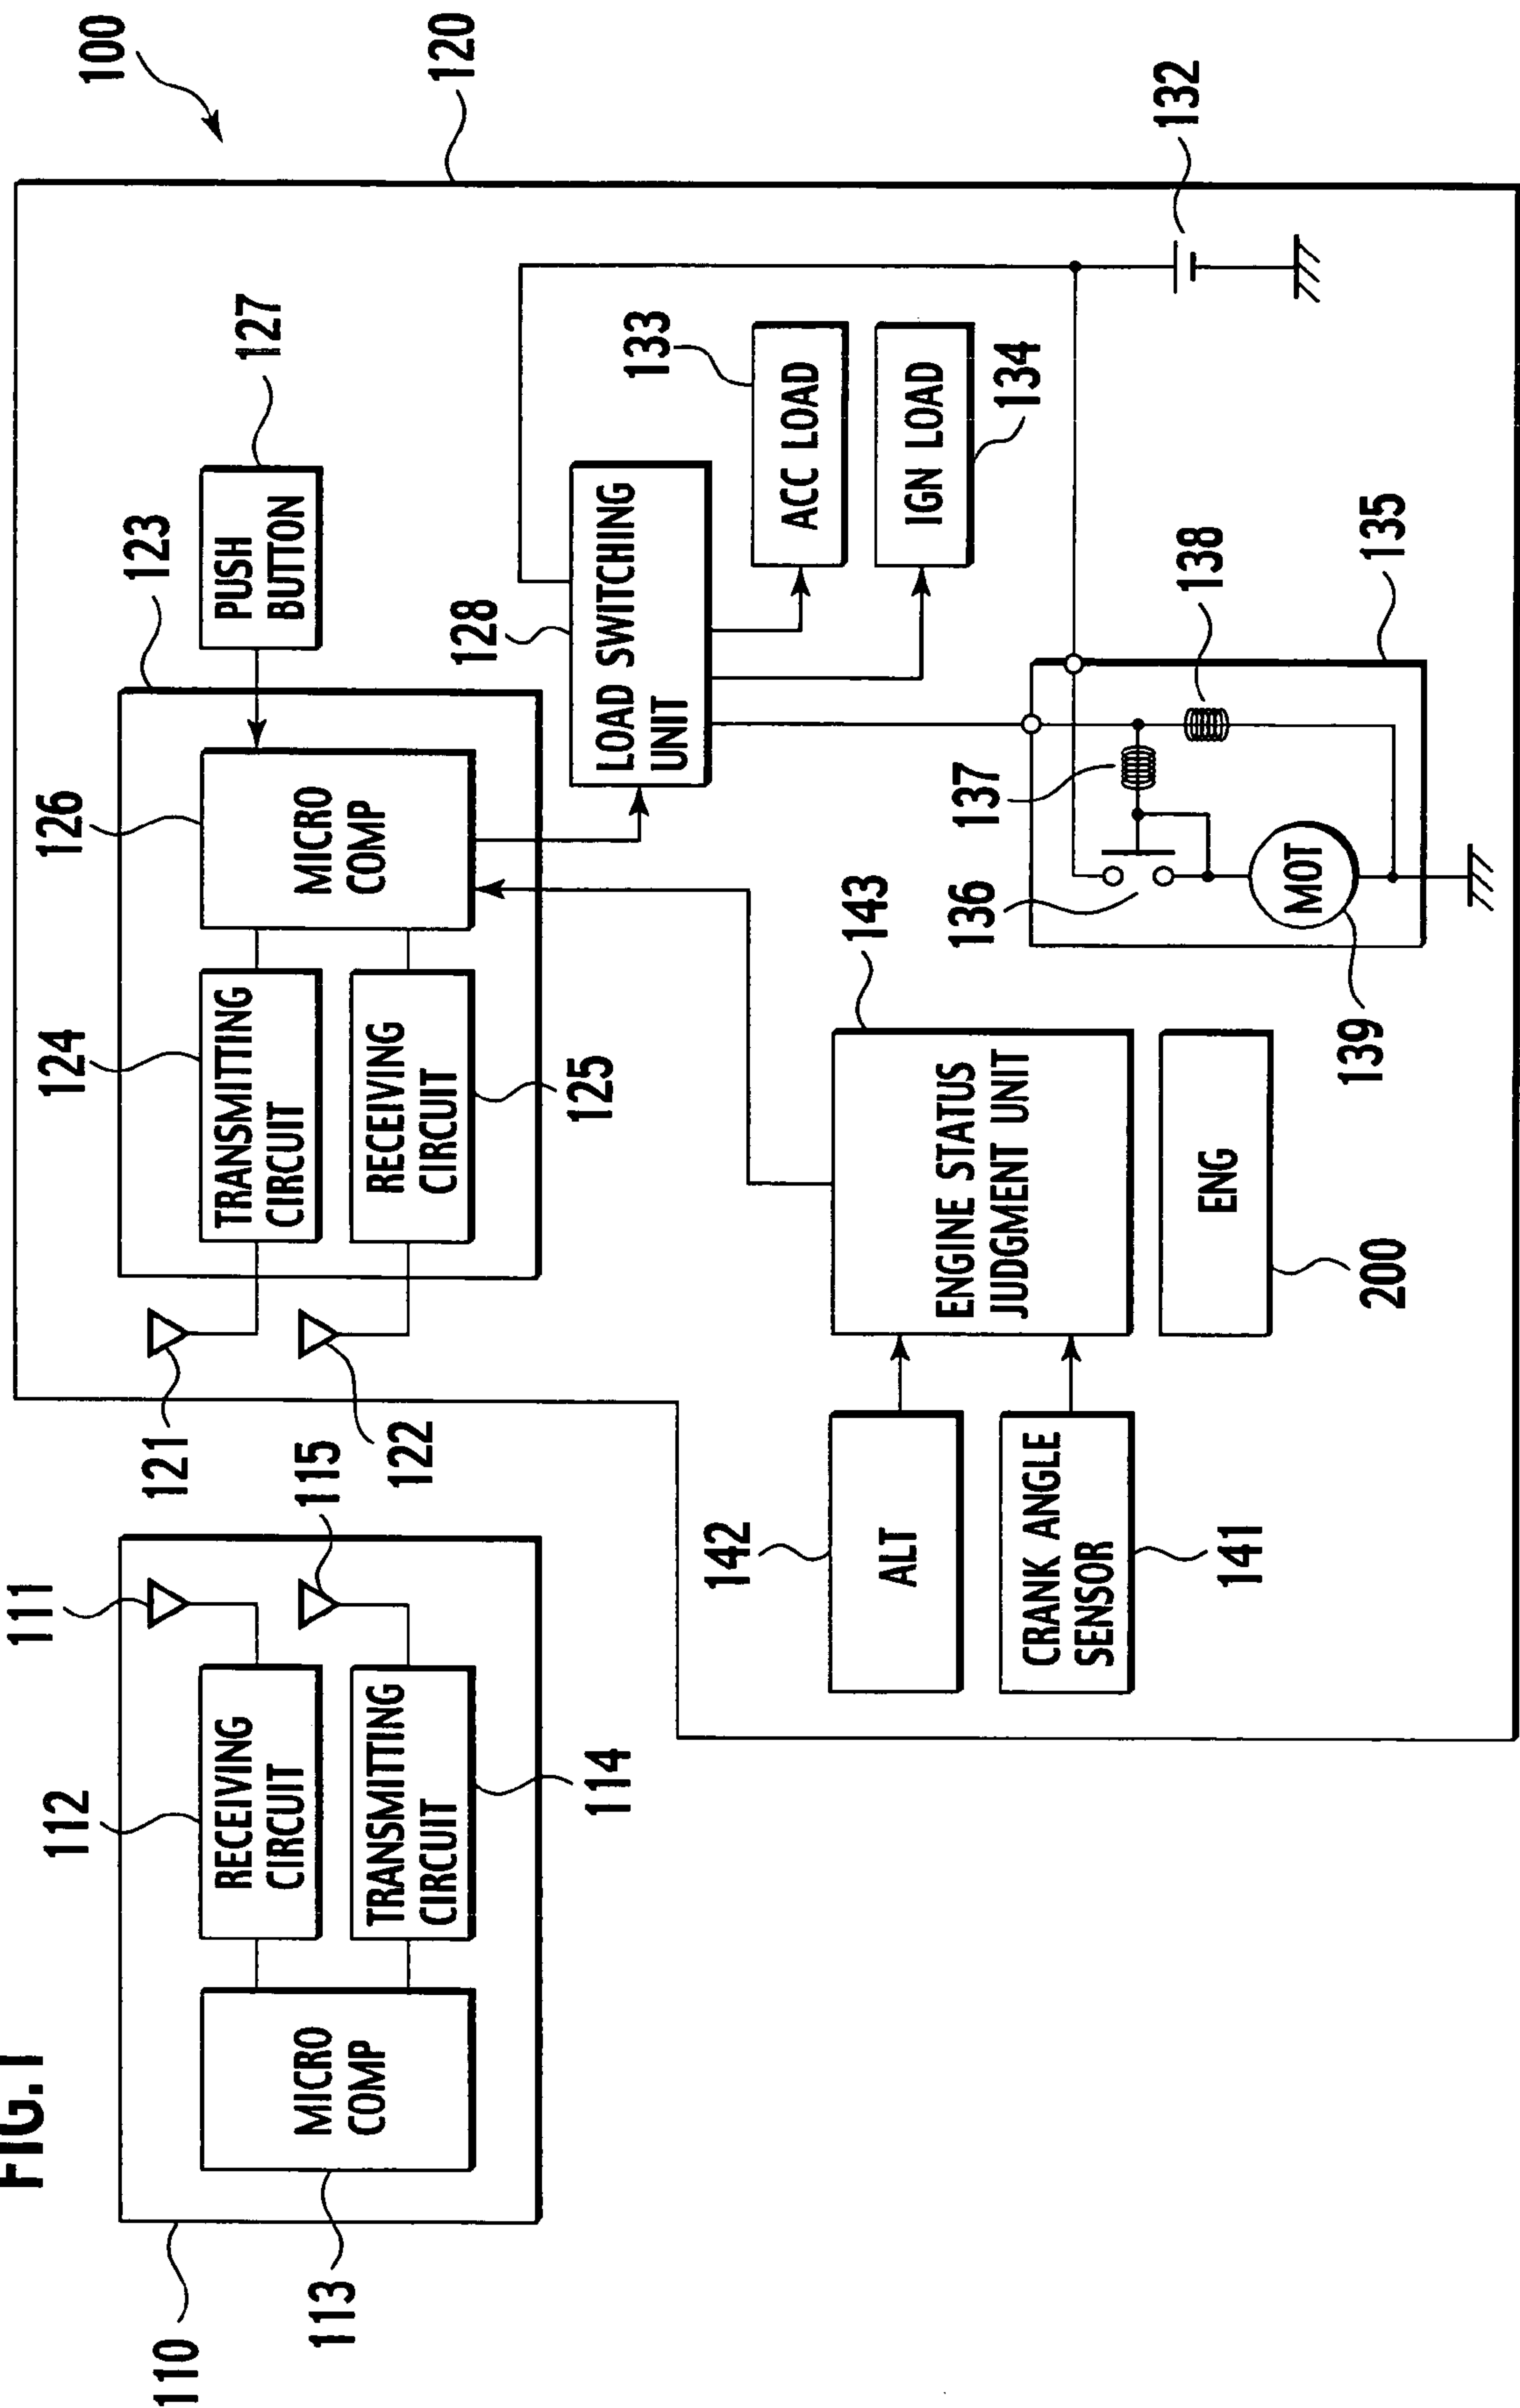 FIG.1
100
110
111
112
RECEIVING
CIRCUIT
113
MICRO
COMP
114
TRANSMITTING
CIRCUIT
115
120
121
122
123
124
TRANSMITTING
CIRCUIT
125
RECEIVING
CIRCUIT
126
MICRO
COMP
127
PUSH
BUTTON
128
LOAD SWITCHING
UNIT
132
133
ACC LOAD
134
IGN LOAD
135
136
137
138
139
MOT
142
ALT
141
CRANK ANGLE
SENSOR
143
ENGINE STATUS
JUDGMENT UNIT
200
ENG